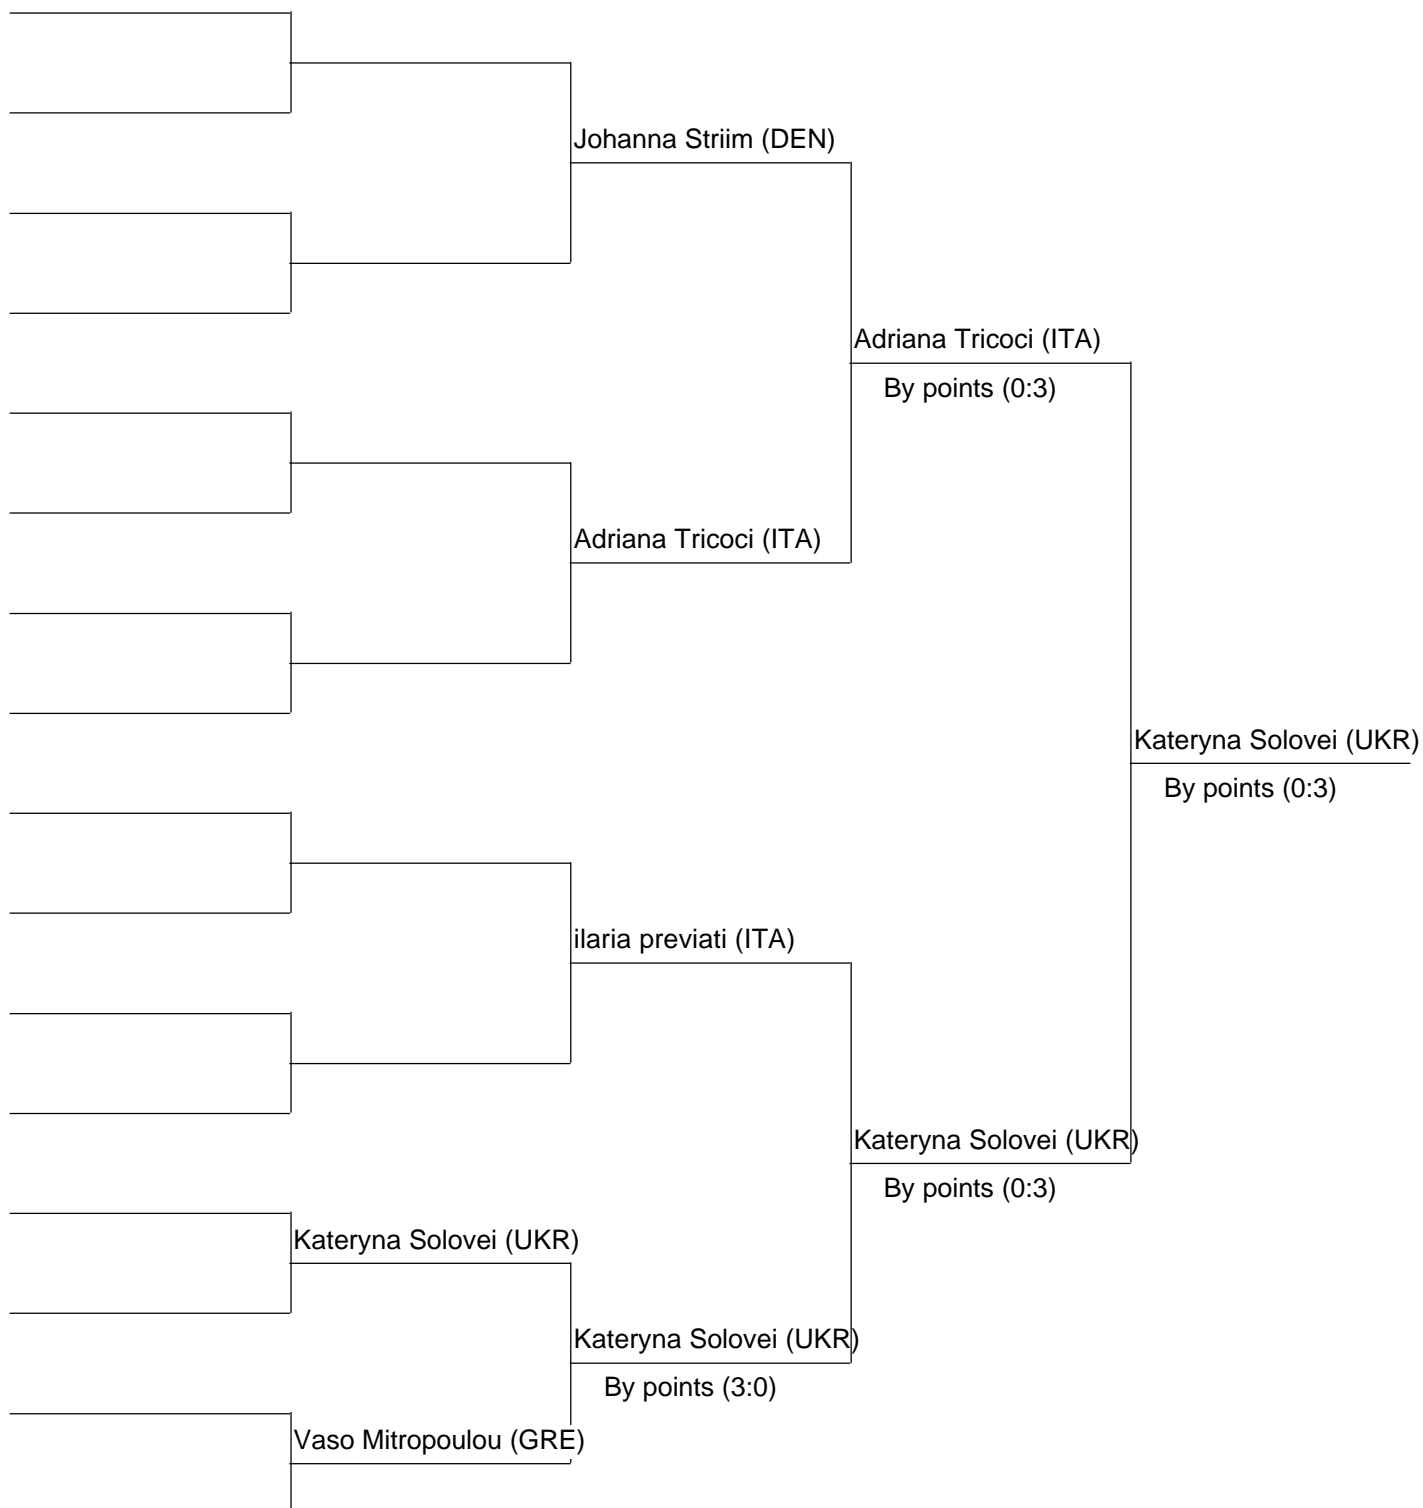 Johanna Striim (DEN)
Adriana Tricoci (ITA)
By points (0:3)
Adriana Tricoci (ITA)
Kateryna Solovei (UKR)
By points (0:3)
ilaria previati (ITA)
Kateryna Solovei (UKR)
By points (0:3)
Kateryna Solovei (UKR)
Kateryna Solovei (UKR)
By points (3:0)
Vaso Mitropoulou (GRE)